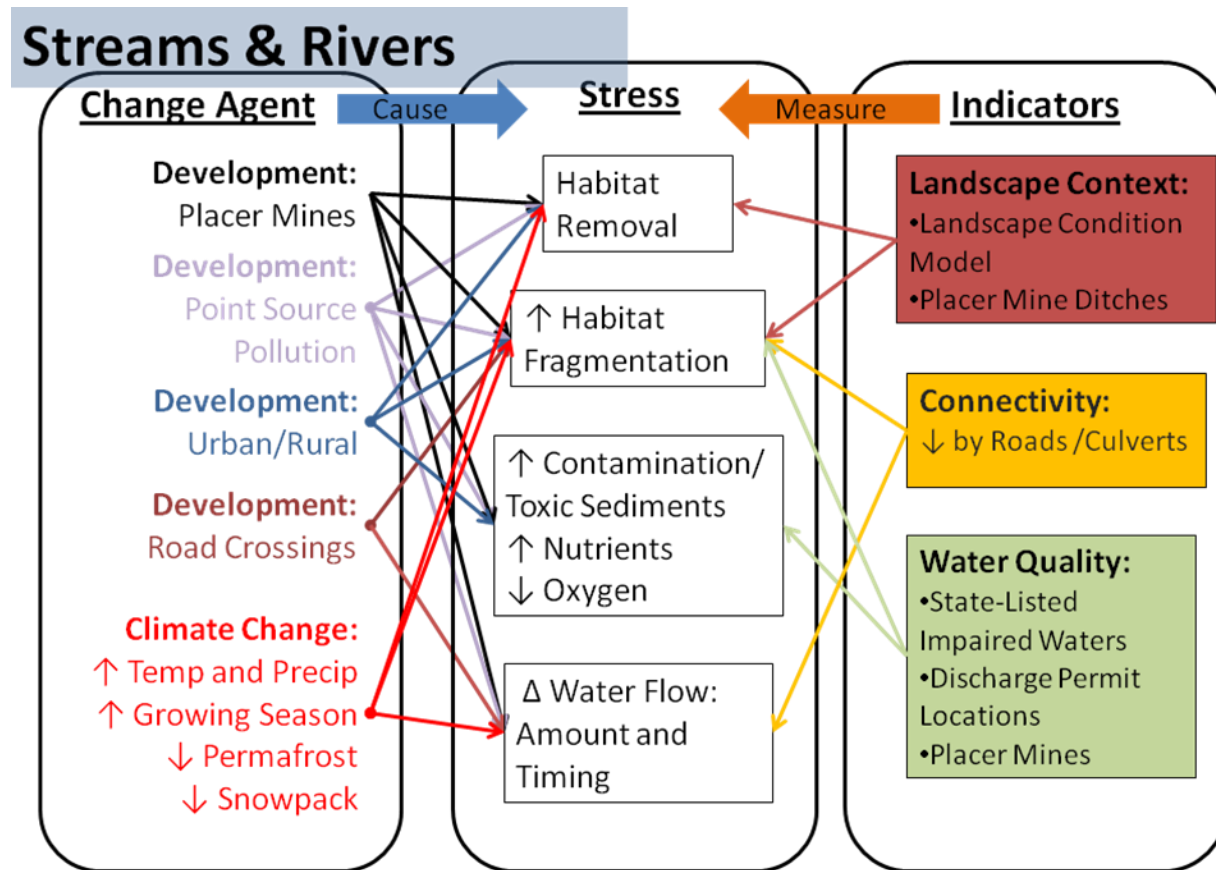 Streams & Rivers
Change Agent
Cause
Stress
Measure
Indicators
Development:
Placer Mines
Development:
Point Source
Pollution
Development:
Urban/Rural
Development:
Road Crossings
Climate Change:
↑ Temp and Precip
↑ Growing Season
↓ Permafrost
↓ Snowpack
Habitat
Removal
↑ Habitat
Fragmentation
↑ Contamination/
Toxic Sediments
↑ Nutrients
↓ Oxygen
Δ Water Flow:
Amount and
Timing
Landscape Context:
•Landscape Condition
Model
•Placer Mine Ditches
Connectivity:
↓ by Roads /Culverts
Water Quality:
•State-Listed
Impaired Waters
•Discharge Permit
Locations
•Placer Mines